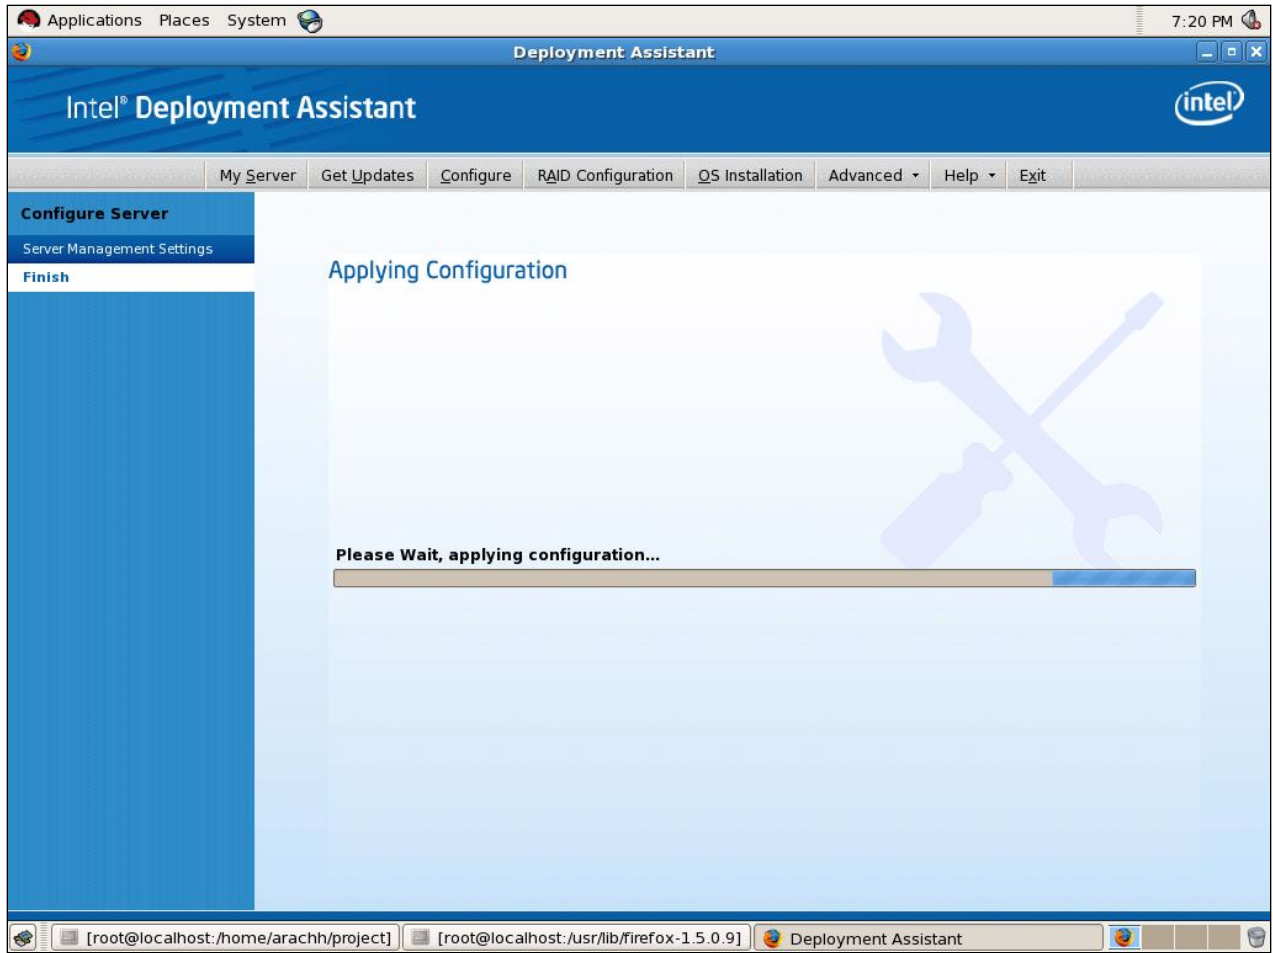 Applications Places System 7:20 PM
Deployment Assistant
Intel® Deployment Assistant
intel
My Server Get Updates Configure RAID Configuration OS Installation Advanced Help Exit
Configure Server
Server Management Settings
Finish
Applying Configuration
Please Wait, applying configuration...
[root@localhost:/home/arachh/project] [root@localhost:/usr/lib/firefox-1.5.0.9] Deployment Assistant